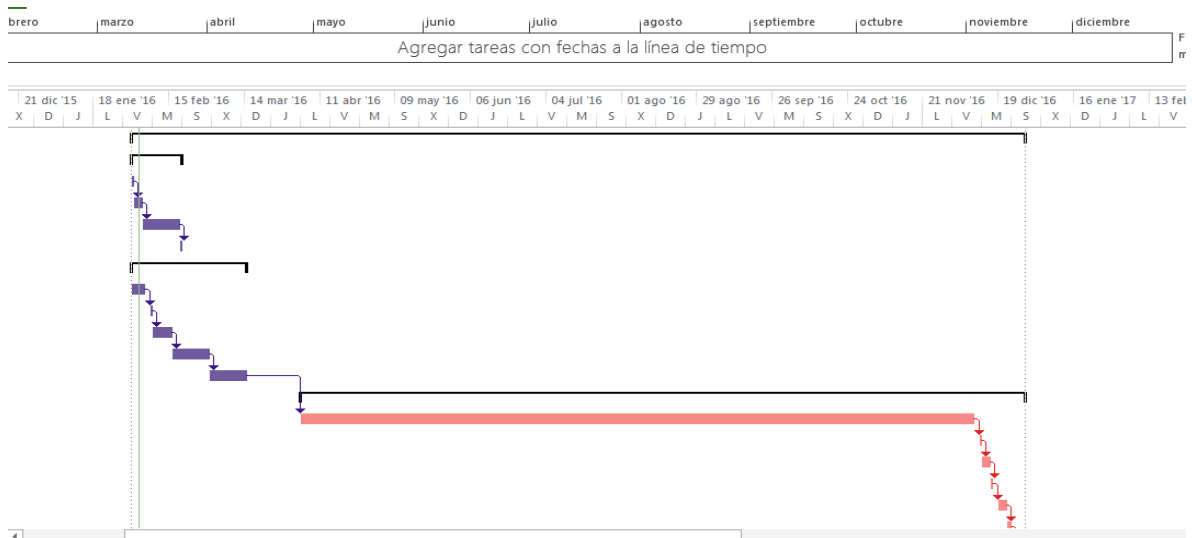 brero marzo abril mayo junio julio agosto septiembre octubre noviembre diciembre
Agregar tareas con fechas a la línea de tiempo
F
m
21 dic '15 18 ene '16 15 feb '16 14 mar '16 11 abr '16 09 may '16 06 jun '16 04 jul '16 01 ago '16 29 ago '16 26 sep '16 24 oct '16 21 nov '16 19 dic '16 16 ene '17 13 feb
X D J L V M S X D J L V M S X D J L V M S X D J L V M S X D J L V M S X D J L V